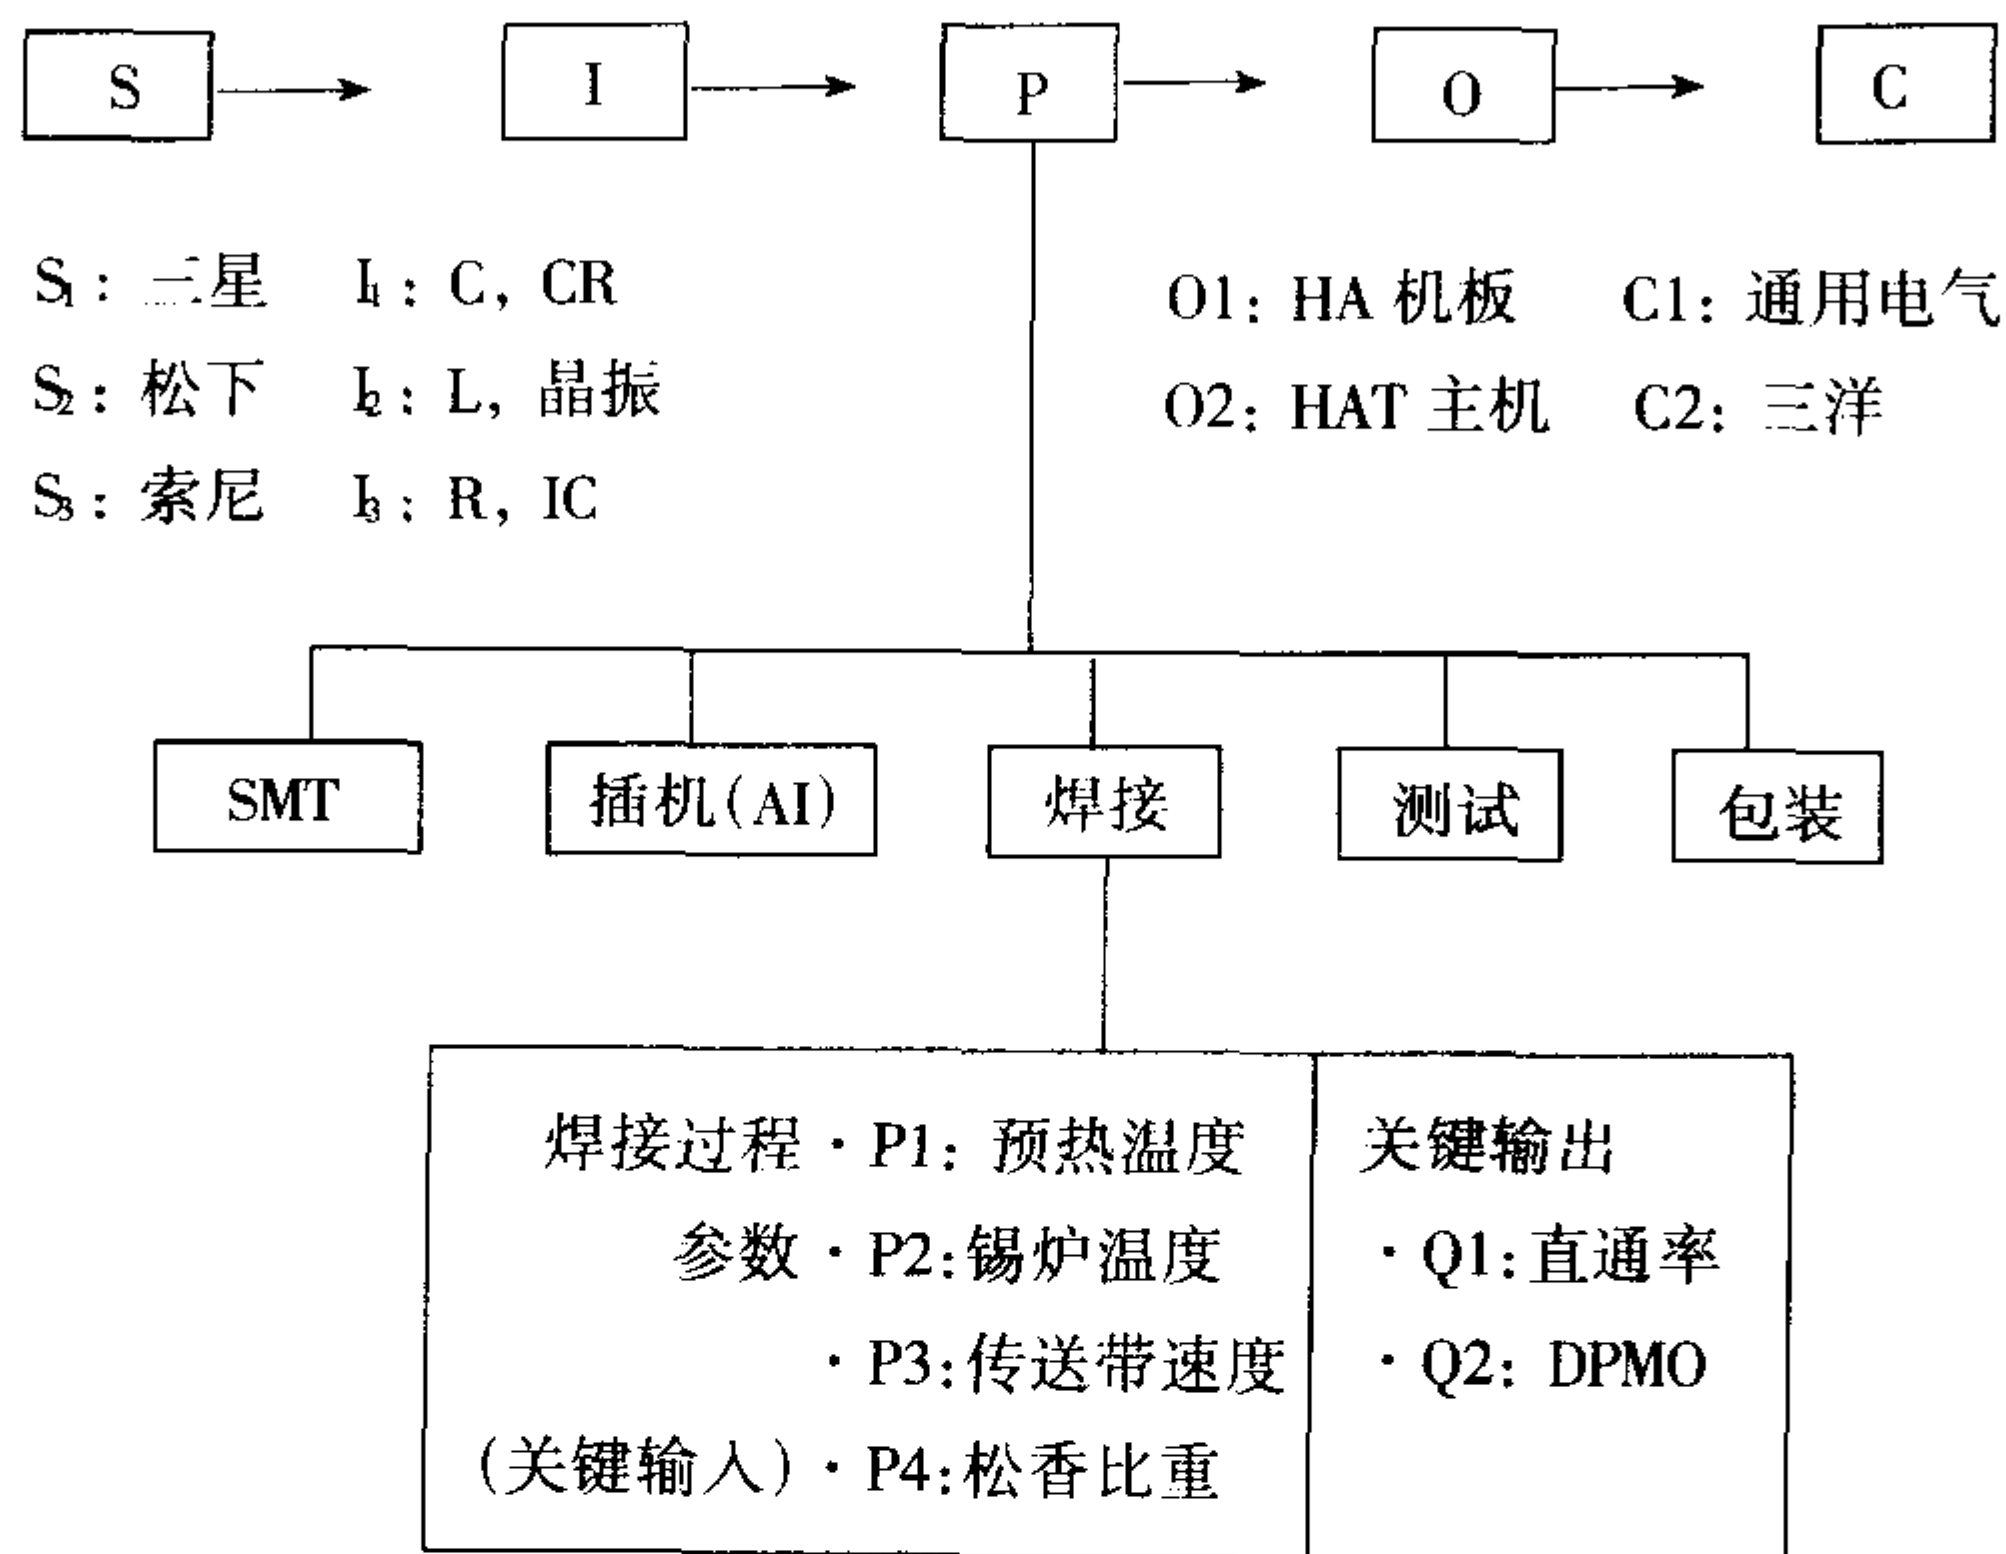 S I P O C
S₁: 三星 I₁: C, CR
S₂: 松下 I₂: L, 晶振
S₃: 索尼 I₃: R, IC
O1: HA 机板 C1: 通用电气
O2: HAT 主机 C2: 三洋
SMT 插机(AI) 焊接 测试 包装
焊接过程·P1: 预热温度
参数·P2:锡炉温度
·P3:传送带速度
(关键输入)·P4:松香比重
关键输出
·Q1:直通率
·Q2: DPMO